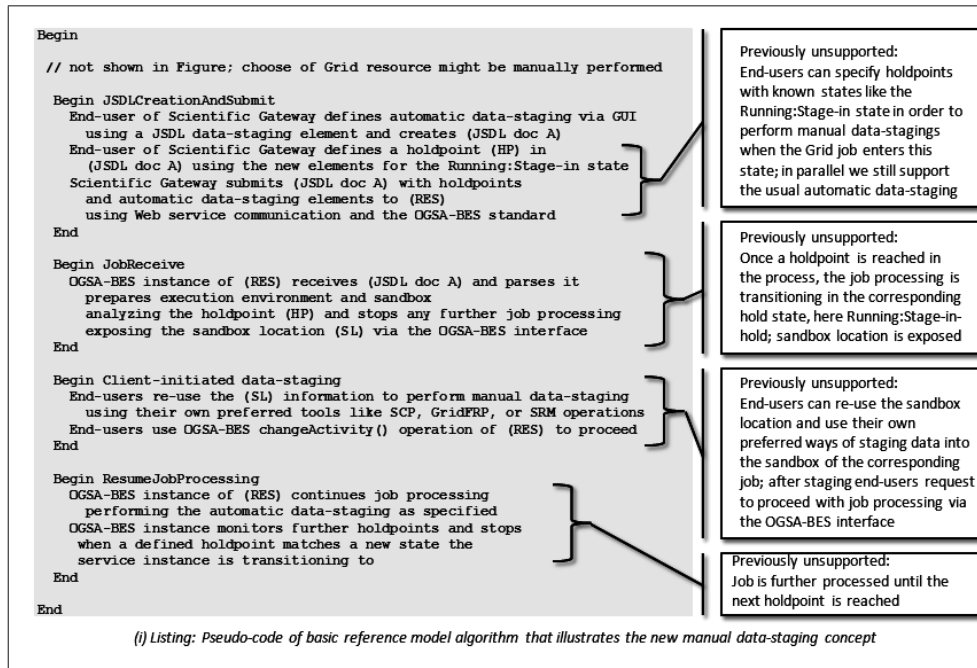 Begin
// not shown in Figure; choose of Grid resource might be manually performed
Begin JSDLCreationAndSubmit
End-user of Scientific Gateway defines automatic data-staging via GUI
using a JSDL data-staging element and creates (JSDL doc A)
End-user of Scientific Gateway defines a holdpoint (HP) in
(JSDL doc A) using the new elements for the Running:Stage-in state
Scientific Gateway submits (JSDL doc A) with holdpoints
and automatic data-staging elements to (RES)
using Web service communication and the OGSA-BES standard
End
Begin JobReceive
OGSA-BES instance of (RES) receives (JSDL doc A) and parses it
prepares execution environment and sandbox
analyzing the holdpoint (HP) and stops any further job processing
exposing the sandbox location (SL) via the OGSA-BES interface
End
Begin Client-initiated data-staging
End-users re-use the (SL) information to perform manual data-staging
using their own preferred tools like SCP, GridFRP, or SRM operations
End-users use OGSA-BES changeActivity() operation of (RES) to proceed
End
Begin ResumeJobProcessing
OGSA-BES instance of (RES) continues job processing
performing the automatic data-staging as specified
OGSA-BES instance monitors further holdpoints and stops
when a defined holdpoint matches a new state the
service instance is transitioning to
End
End
Previously unsupported:
End-users can specify holdpoints
with known states like the
Running:Stage-in state in order to
perform manual data-stagings
when the Grid job enters this
state; in parallel we still support
the usual automatic data-staging
Previously unsupported:
Once a holdpoint is reached in
the process, the job processing is
transitioning in the corresponding
hold state, here Running:Stage-in-
hold; sandbox location is exposed
Previously unsupported:
End-users can re-use the sandbox
location and use their own
preferred ways of staging data into
the sandbox of the corresponding
job; after staging end-users request
to proceed with job processing via
the OGSA-BES interface
Previously unsupported:
Job is further processed until the
next holdpoint is reached
(i) Listing: Pseudo-code of basic reference model algorithm that illustrates the new manual data-staging concept